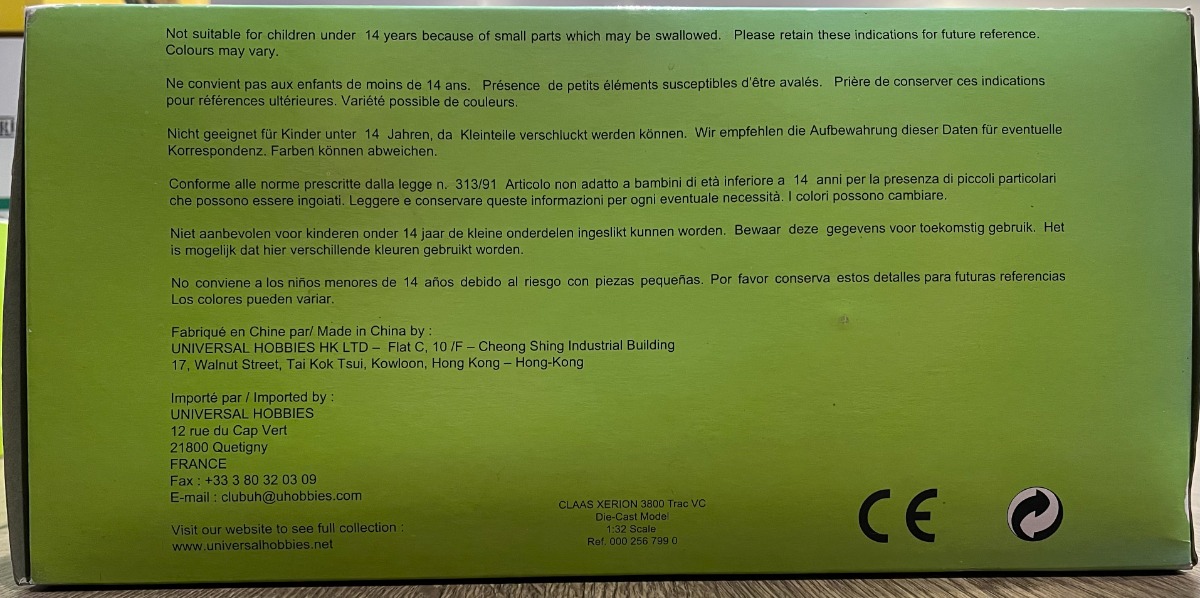 Not suitable for children under 14 years because of small parts which may be swallowed. Please retain these indications for future reference.
Colours may vary.
Ne convient pas aux enfants de moins de 14 ans. Présence de petits éléments susceptibles d'être avalés. Prière de conserver ces indications
pour références ultérieures. Variété possible de couleurs.
Nicht geeignet für Kinder unter 14 Jahren, da Kleinteile verschluckt werden können. Wir empfehlen die Aufbewahrung dieser Daten für eventuelle
Korrespondenz. Farben können abweichen.
Conforme alle norme prescritte dalla legge n. 313/91 Articolo non adatto a bambini di età inferiore a 14 anni per la presenza di piccoli particolari
che possono essere ingoiati. Leggere e conservare queste informazioni per ogni eventuale necessità. I colori possono cambiare.
Niet aanbevolen voor kinderen onder 14 jaar de kleine onderdelen ingeslikt kunnen worden. Bewaar deze gegevens voor toekomstig gebruik. Het
is mogelijk dat hier verschillende kleuren gebruikt worden.
No conviene a los niños menores de 14 años debido al riesgo con piezas pequeñas. Por favor conserva estos detalles para futuras referencias
Los colores pueden variar.
Fabriqué en Chine par/ Made in China by :
UNIVERSAL HOBBIES HK LTD – Flat C, 10 /F – Cheong Shing Industrial Building
17, Walnut Street, Tai Kok Tsui, Kowloon, Hong Kong – Hong-Kong
Importé par / Imported by :
UNIVERSAL HOBBIES
12 rue du Cap Vert
21800 Quetigny
FRANCE
Fax : +33 3 80 32 03 09
E-mail : clubuh@uhobbies.com
Visit our website to see full collection :
www.universalhobbies.net
CLAAS XERION 3800 Trac VC
Die-Cast Model
1:32 Scale
Ref. 000 256 799 0
CE